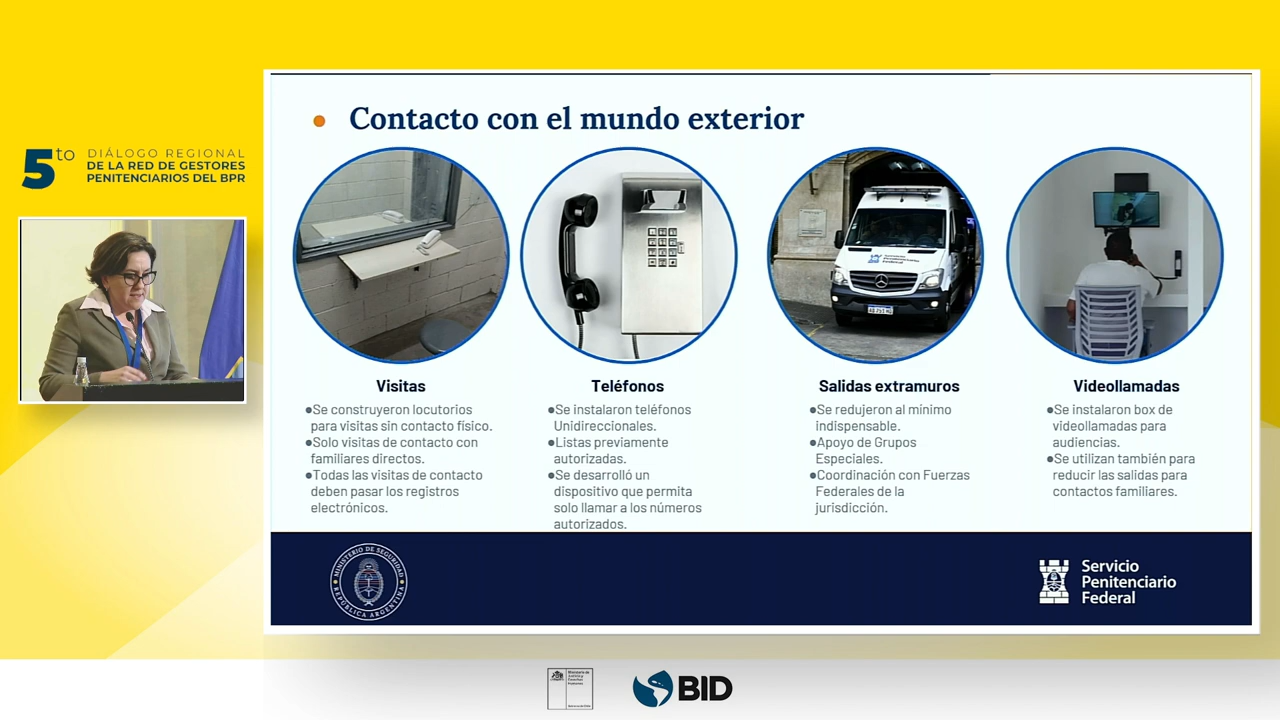 5to
DIÁLOGO REGIONAL
DE LA RED DE GESTORES
PENITENCIARIOS DEL BPR
Contacto con el mundo exterior
Visitas
●Se construyeron locutorios
para visitas sin contacto físico.
●Solo visitas de contacto con
familiares directos.
●Todas las visitas de contacto
deben pasar los registros
electrónicos.
Teléfonos
●Se instalaron teléfonos
Unidireccionales.
●Listas previamente
autorizadas.
●Se desarrolló un
dispositivo que permita
solo llamar a los números
autorizados.
Servicio
Penitenciario
Federal
Salidas extramuros
●Se redujeron al mínimo
indispensable.
●Apoyo de Grupos
Especiales.
●Coordinación con Fuerzas
Federales de la
jurisdicción.
Videollamadas
●Se instalaron box de
videollamadas para
audiencias.
●Se utilizan también para
reducir las salidas para
contactos familiares.
MINISTERIO DE SEGURIDAD
REPÚBLICA ARGENTINA
Servicio
Penitenciario
Federal
BID